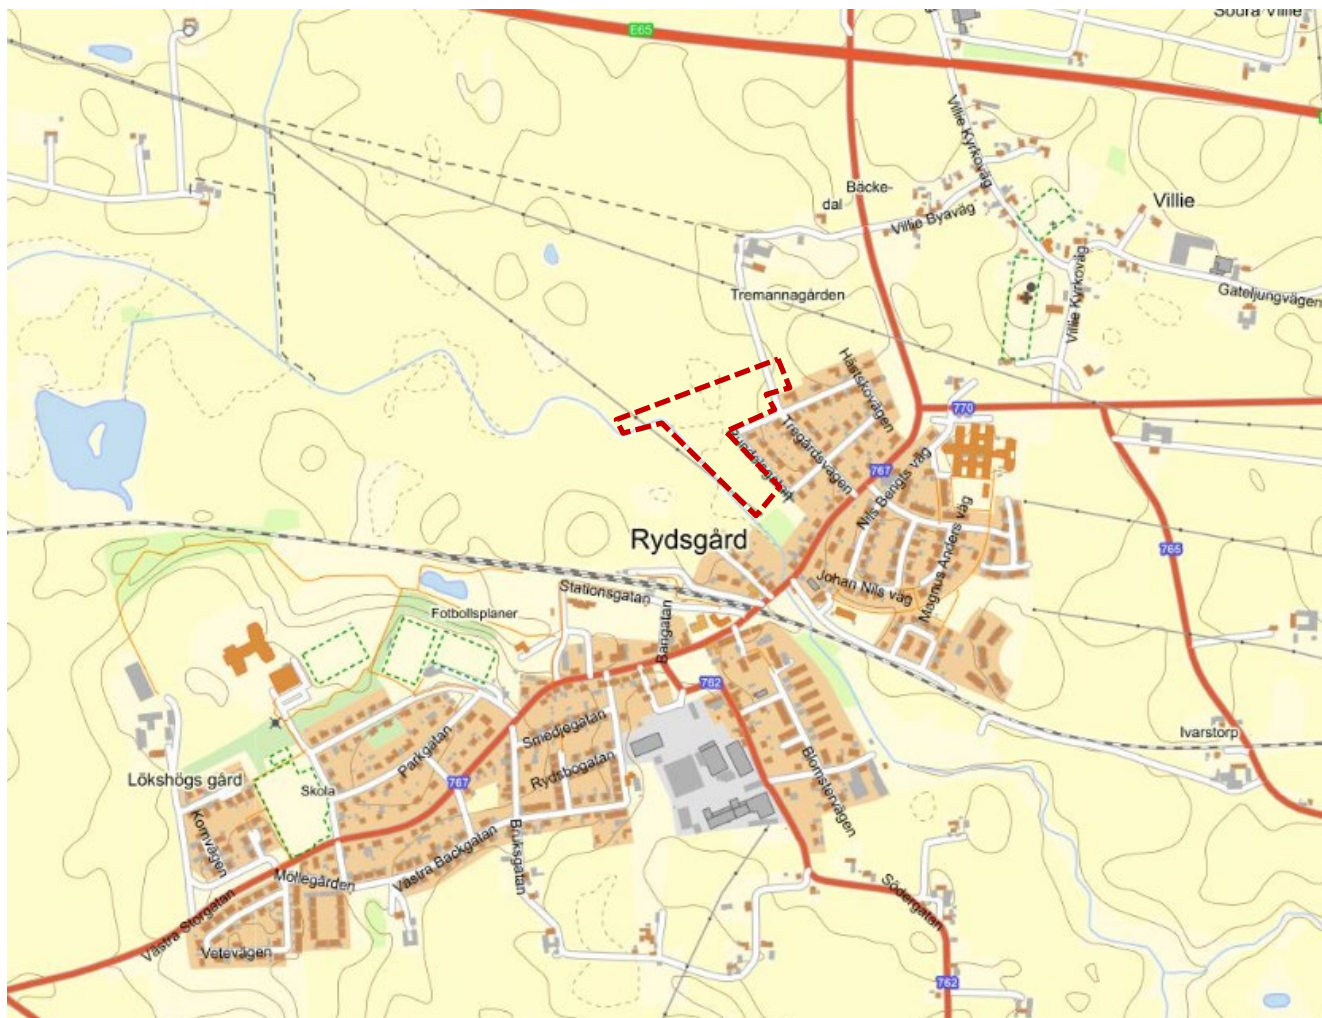 Södra Villie
E65
Villie Kyrkoväg
Bäcke-
dal
Villie
Villie Byaväg
Villie Kyrkoväg
Gateljungvägen
Tremannagården
Hästskovägen
770
Tregårdsvägen
767
Nils Bengts väg
Rydsgård
765
Magnus Anders väg
Johan Nils väg
Stationsgatan
Fotbollsplaner
Bangatan
762
Smedjegatan
Ivarstorp
Parkgatan
Rydsbogatan
Blomstervägen
Lökshögs gård
767
Skola
Kornvägen
Bruksgatan
Västra Backgatan
Möllegården
Södergatan
Västra Storgatan
Vetevägen
762